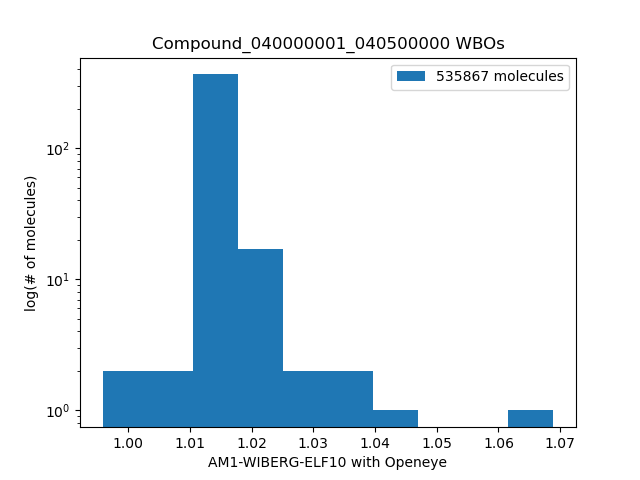 Compound_040000001_040500000 WBOs
535867 molecules
log(# of molecules)
10²
10¹
10⁰
1.00 1.01 1.02 1.03 1.04 1.05 1.06 1.07
AM1-WIBERG-ELF10 with Openeye